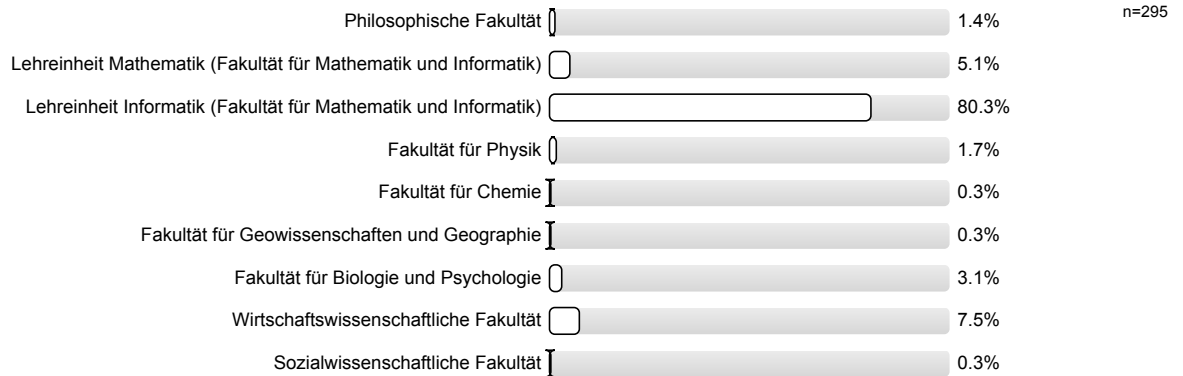 Philosophische Fakultät 1.4% n=295
Lehreinheit Mathematik (Fakultät für Mathematik und Informatik) 5.1%
Lehreinheit Informatik (Fakultät für Mathematik und Informatik) 80.3%
Fakultät für Physik 1.7%
Fakultät für Chemie 0.3%
Fakultät für Geowissenschaften und Geographie 0.3%
Fakultät für Biologie und Psychologie 3.1%
Wirtschaftswissenschaftliche Fakultät 7.5%
Sozialwissenschaftliche Fakultät 0.3%